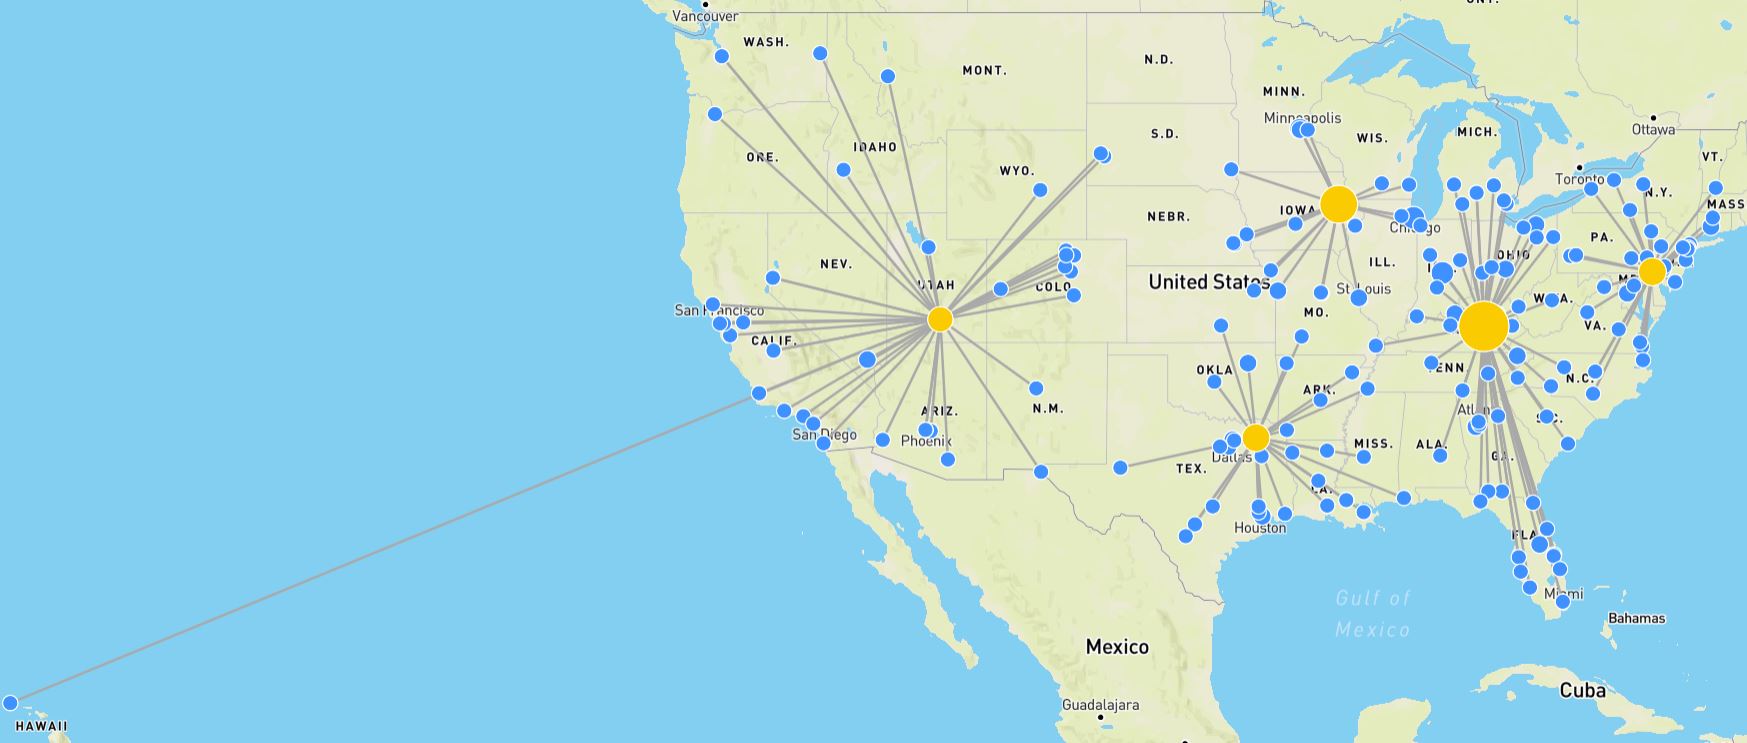 ONT.
Vancouver
WASH.
N.D.
MONT.
MINN.
Minneapolis
Ottawa
MICH.
S.D.
WIS.
IDAHO
ORE.
VT.
WYO.
Toronto
N.Y.
MASS
IOWA
NEBR.
Chicago
PA.
OHIO
NEV.
ILL.
United States
UTAH
COLO.
St Louis
W.VA.
San Francisco
MO.
VA.
CALIF.
OKLA
TENN
N.C.
ARK.
ARIZ.
N.M.
Atlanta
S.C.
San Diego
Phoenix
MISS.
ALA.
Dallas
GA.
TEX.
LA.
Houston
FLA.
Miami
Gulf of
Mexico
Bahamas
Mexico
Cuba
Guadalajara
HAWAII